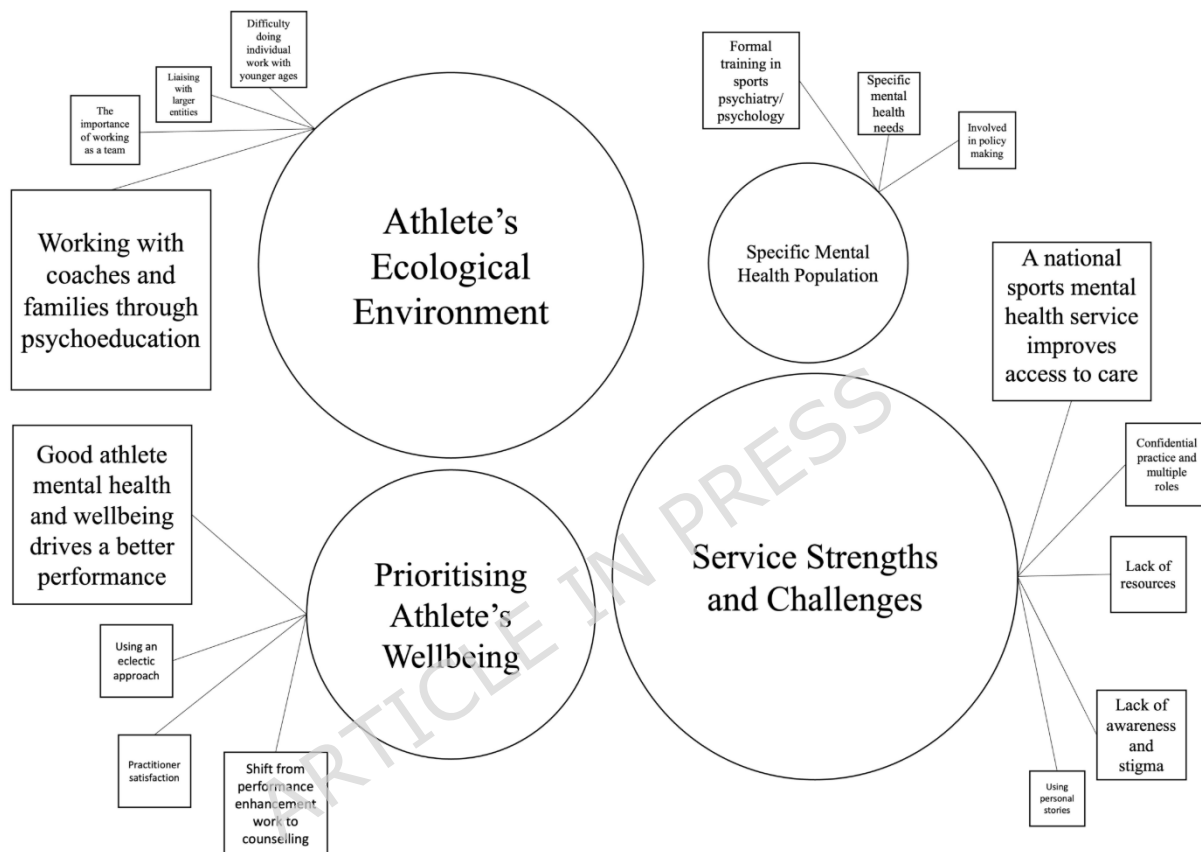 Difficulty
doing
individual
work with
younger ages
Liaising
with
larger
entities
The
importance
of working
as a team
Working with
coaches and
families through
psychoeducation
Athlete’s
Ecological
Environment
Formal
training in
sports
psychiatry/
psychology
Specific
mental
health
needs
Involved in
policy
making
Specific Mental
Health Population
A national
sports mental
health service
improves
access to care
Confidential
practice and
multiple
roles
Lack of
resources
Lack of
awareness
and
stigma
Using
personal
stories
Service Strengths
and Challenges
Good athlete
mental health
and wellbeing
drives a better
performance
Using an
eclectic
approach
Practitioner
satisfaction
Shift from
performance
enhancement
work to
counselling
Prioritising
Athlete’s
Wellbeing
ARTICLE IN PRESS